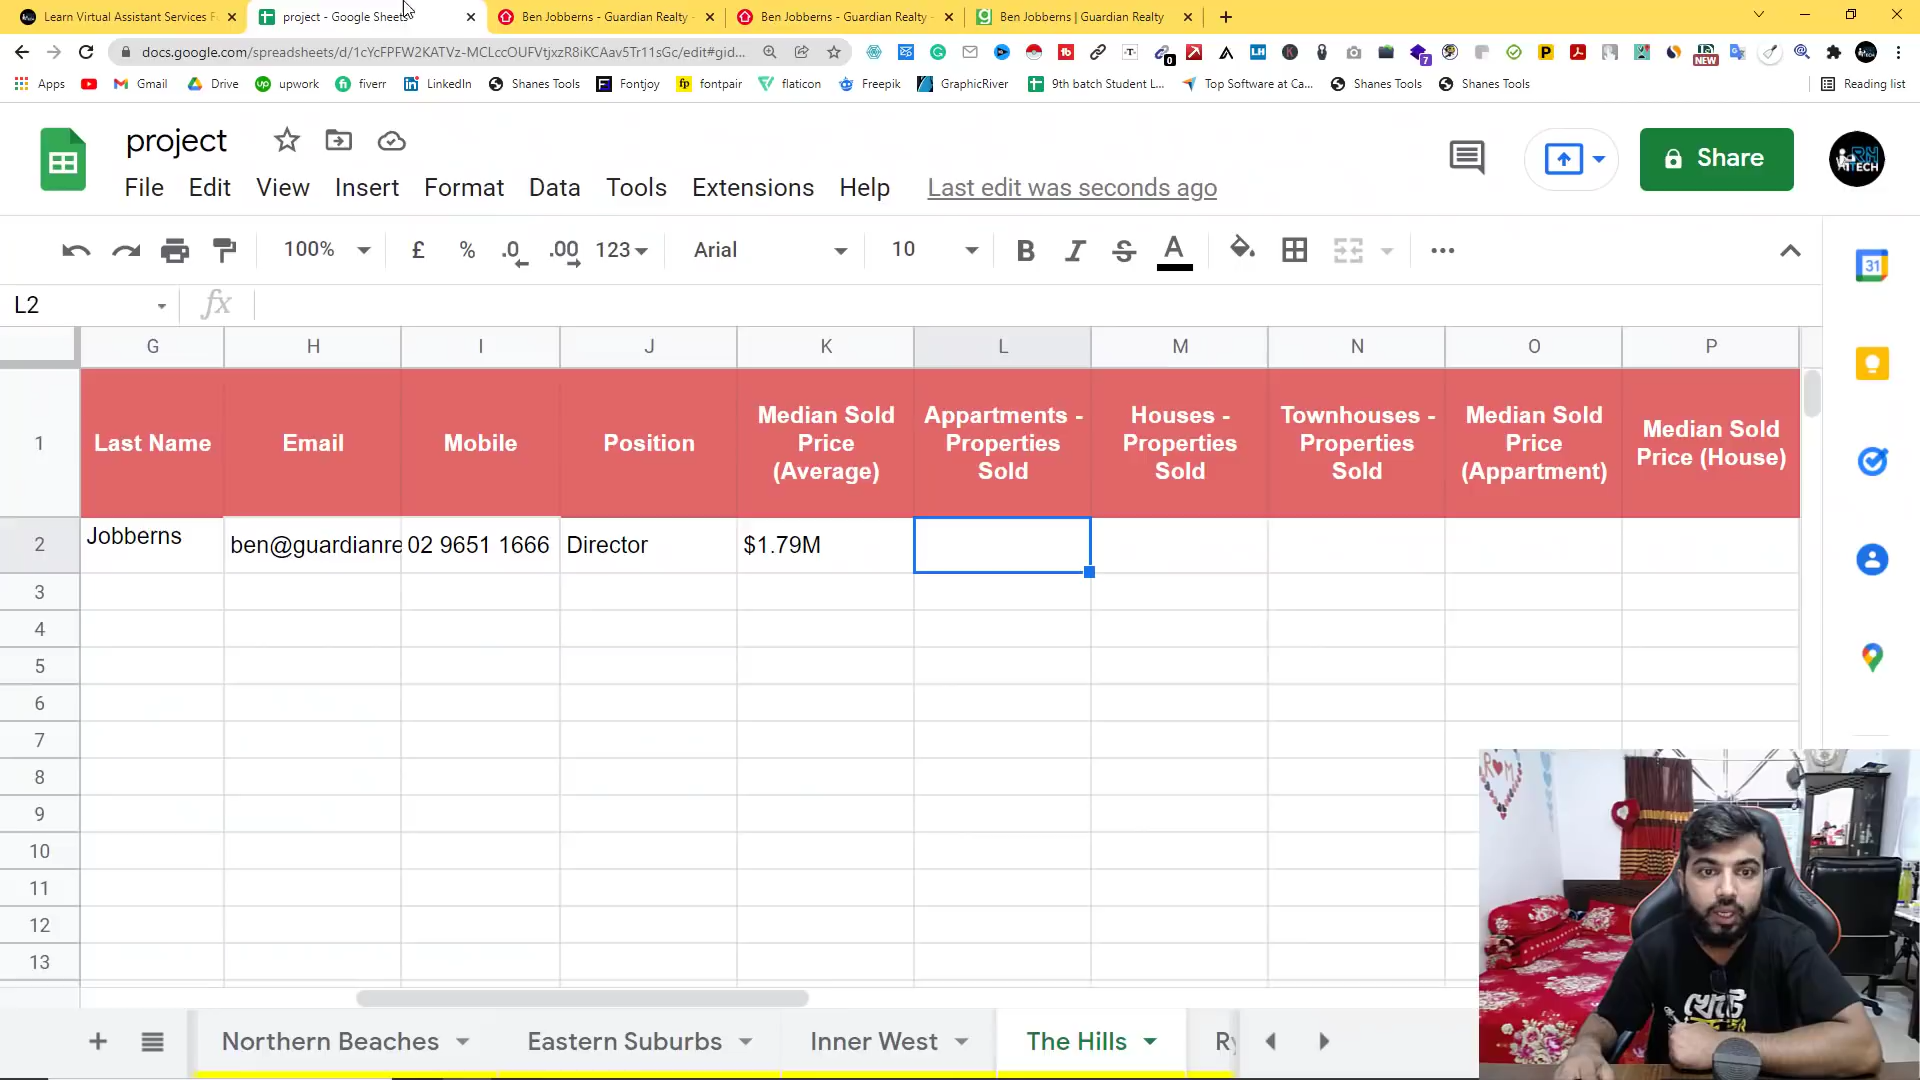 Learn Virtual Assistant Services F
project - Google Sheets
Ben Jobberns - Guardian Realty -
Ben Jobberns - Guardian Realty -
Ben Jobberns | Guardian Realty
docs.google.com/spreadsheets/d/1cYcFPFW2KATVz-MCLccOUFVtjxzR8iKCAav5Tr11sGc/edit#gid...
Apps
Gmail
Drive
upwork
fiverr
LinkedIn
Shanes Tools
Fontjoy
fontpair
flaticon
Freepik
GraphicRiver
9th batch Student L...
Top Software at Ca...
Shanes Tools
Shanes Tools
Reading list
project
Share
File Edit View Insert Format Data Tools Extensions Help Last edit was seconds ago
100% £ % .0 .00 123 Arial 10 B I S A
L2 fx
G H I J K L M N O P
1
Last Name
Email
Mobile
Position
Median Sold
Price
(Average)
Appartments -
Properties
Sold
Houses -
Properties
Sold
Townhouses -
Properties
Sold
Median Sold
Price
(Appartment)
Median Sold
Price (House)
2 Jobberns ben@guardianre 02 9651 1666 Director $1.79M
3
4
5
6
7
8
9
10
11
12
13
Northern Beaches Eastern Suburbs Inner West The Hills Ry